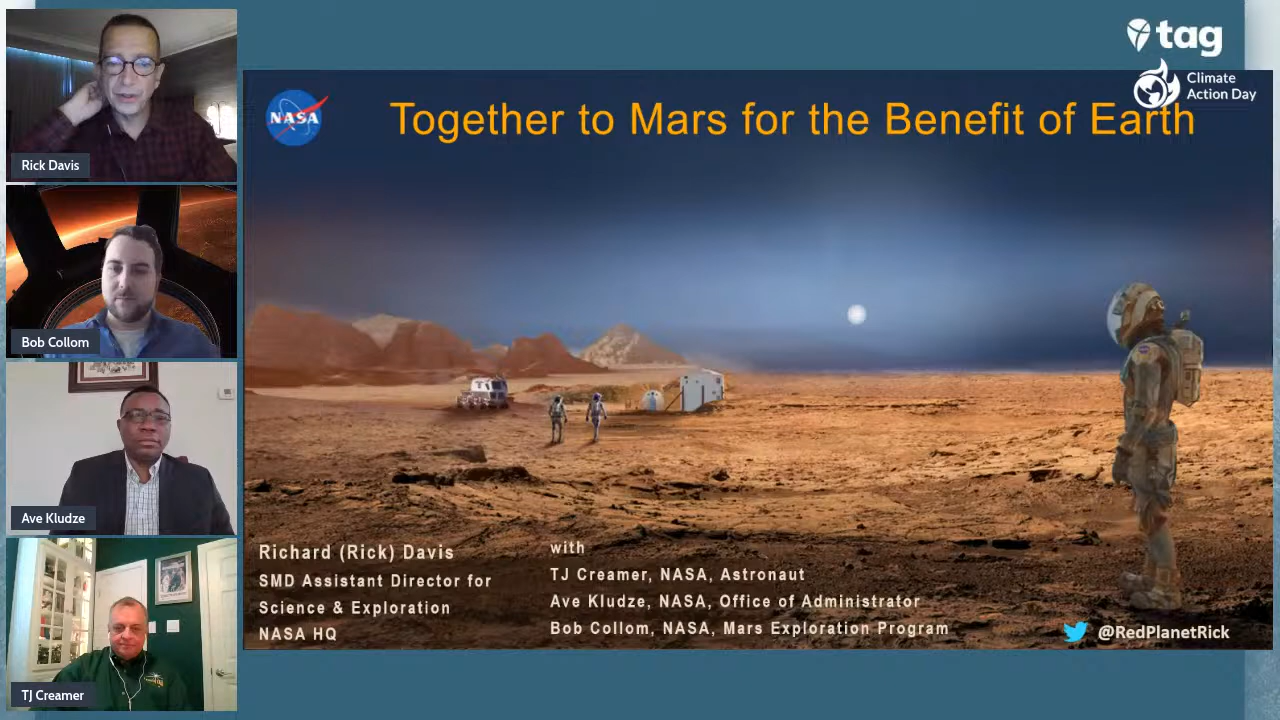 tag
Climate
Action Day
NASA
Together to Mars for the Benefit of Earth
Rick Davis
Bob Collom
Ave Kludze
TJ Creamer
Richard (Rick) Davis
SMD Assistant Director for
Science & Exploration
NASA HQ
with
TJ Creamer, NASA, Astronaut
Ave Kludze, NASA, Office of Administrator
Bob Collom, NASA, Mars Exploration Program
@RedPlanetRick